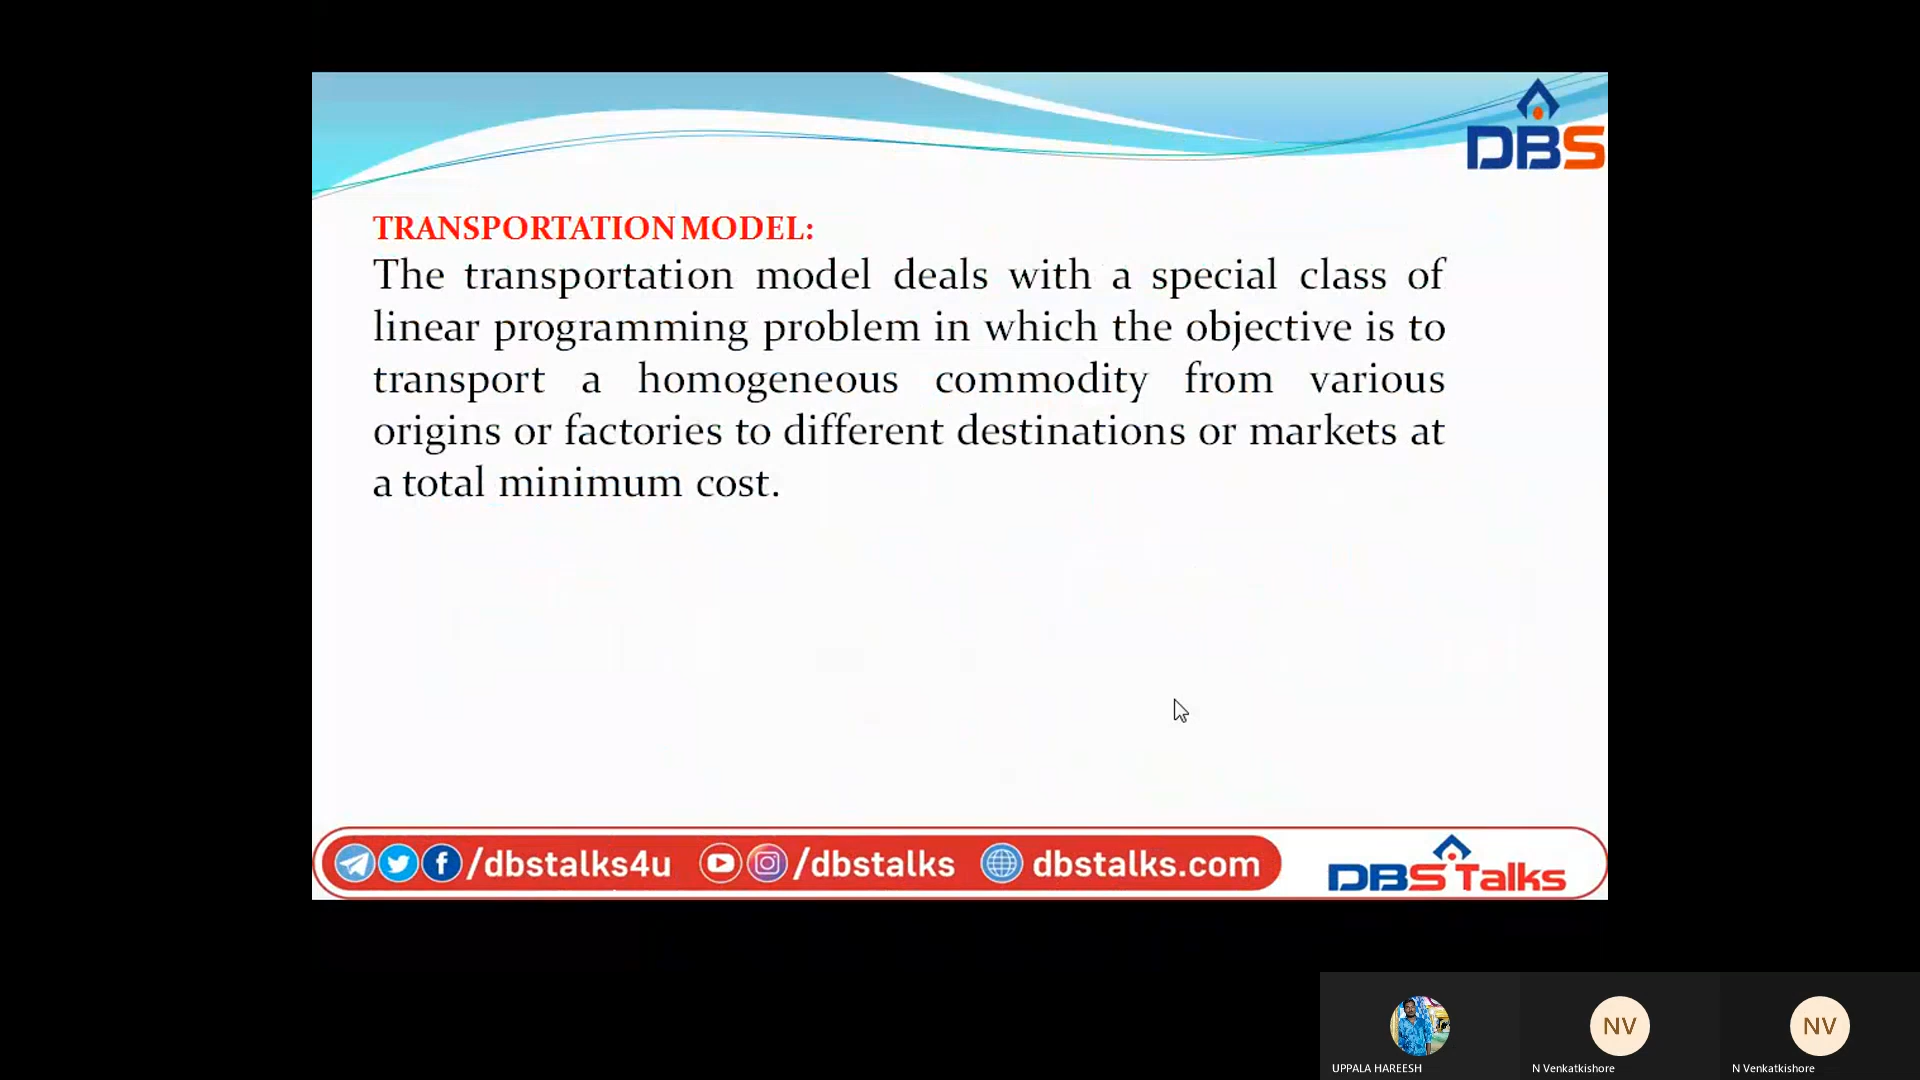 DBS
TRANSPORTATION MODEL:
The transportation model deals with a special class of
linear programming problem in which the objective is to
transport a homogeneous commodity from various
origins or factories to different destinations or markets at
a total minimum cost.
/dbstalks4u /dbstalks dbstalks.com DBS Talks
NV NV
UPPALA HAREESH N Venkatkishore N Venkatkishore